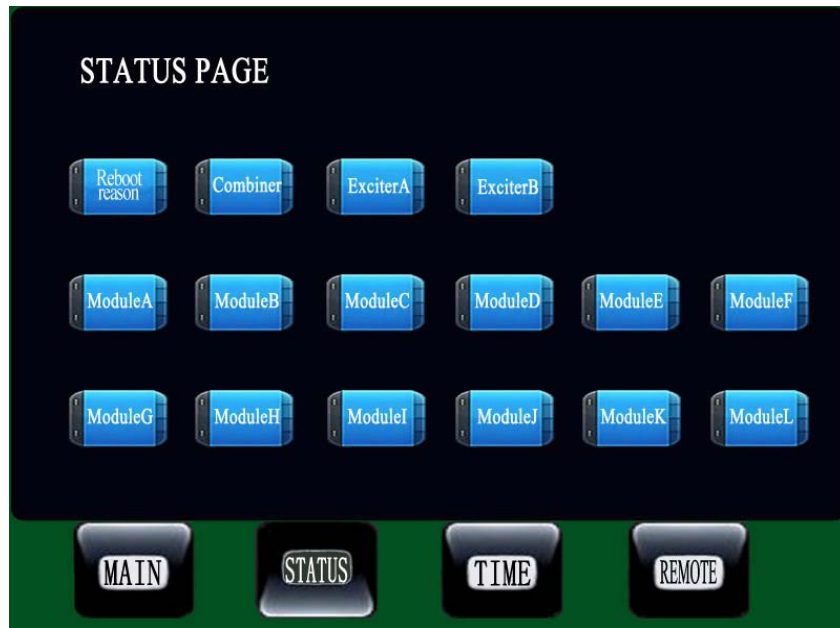 STATUS PAGE
Reboot
reason
Combiner
ExciterA
ExciterB
ModuleA
ModuleB
ModuleC
ModuleD
ModuleE
ModuleF
ModuleG
ModuleH
ModuleI
ModuleJ
ModuleK
ModuleL
MAIN
STATUS
TIME
REMOTE